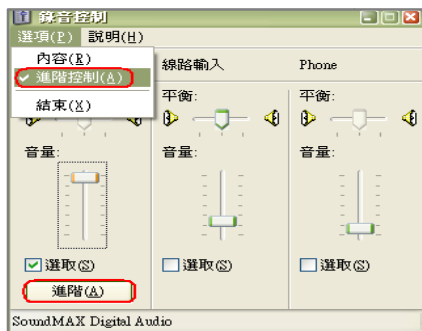 錄音控制
選項(P) 說明(H)
內容(R)
進階控制(A)
結束(X)
線路輸入
Phone
平衡:
平衡:
音量:
音量:
音量:
選取(S)
選取(S)
選取(S)
進階(A)
SoundMAX Digital Audio